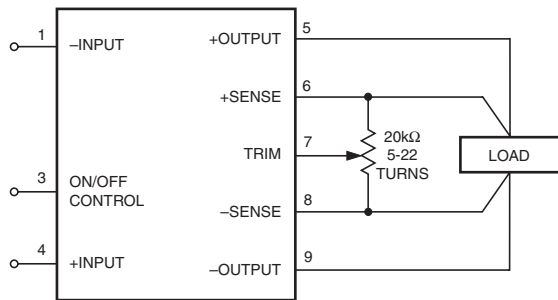 1 –INPUT
+OUTPUT 5
+SENSE 6
TRIM 7
20kΩ
5-22
TURNS
LOAD
3 ON/OFF
CONTROL
–SENSE 8
4 +INPUT
–OUTPUT 9